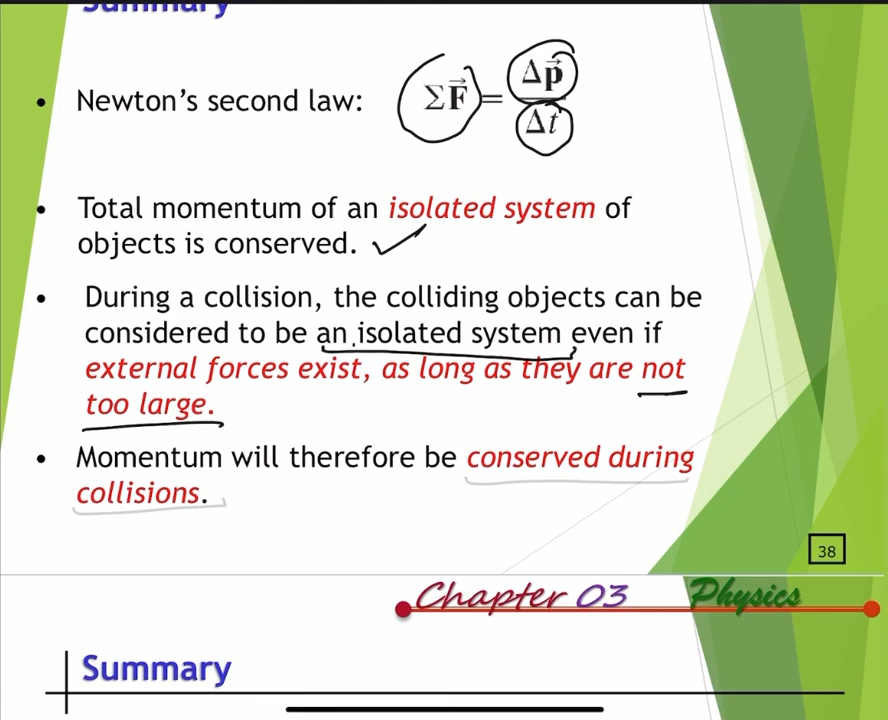 Summary
• Newton's second law: ΣF⃗ = Δp⃗ / Δt
• Total momentum of an isolated system of
objects is conserved.
• During a collision, the colliding objects can be
considered to be an isolated system even if
external forces exist, as long as they are not
too large.
• Momentum will therefore be conserved during
collisions.
38
Chapter 03 Physics
Summary